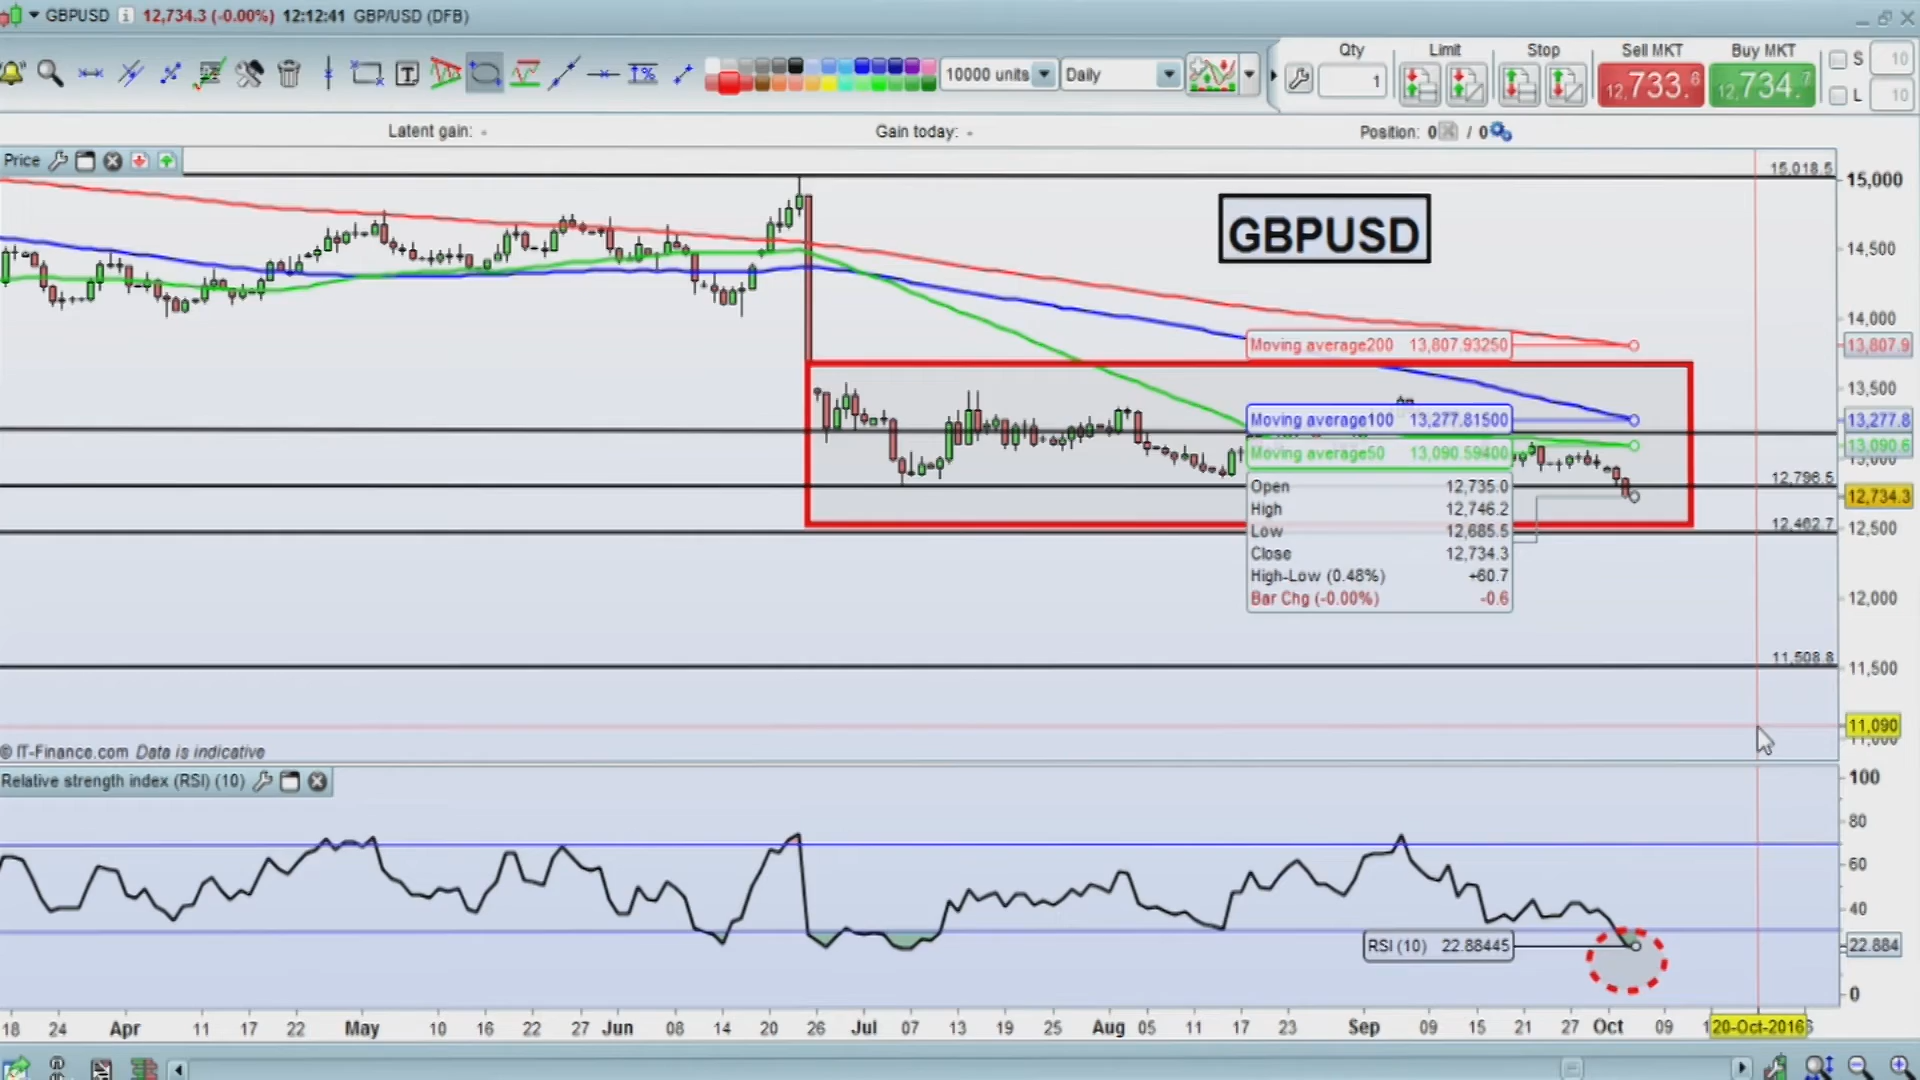 GBPUSD 12,734.3 (-0.00%) 12:12:41 GBP/USD (DFB)
10000 units Daily
Qty Limit Stop Sell MKT Buy MKT
1 12,733.6 12,734.7
S 10
L 10
Latent gain: - Gain today: - Position: 0 / 0
Price
15,018.5
15,000
GBPUSD
14,500
14,000
Moving average200 13,807.93250
13,807.9
13,500
Moving average100 13,277.81500
13,277.8
Moving average50 13,090.59400
13,090.6
13,000
12,796.5
Open 12,735.0
12,734.3
High 12,746.2
12,462.7
12,500
Low 12,685.5
Close 12,734.3
High-Low (0.48%) +60.7
Bar Chg (-0.00%) -0.6
12,000
11,508.8
11,500
11,090
11,000
© IT-Finance.com Data is indicative
Relative strength index (RSI) (10)
100
80
60
40
RSI (10) 22.88445
22.884
0
18 24 Apr 11 17 22 May 10 16 22 27 Jun 08 14 20 26 Jul 07 13 19 25 Aug 05 11 17 23 Sep 09 15 21 27 Oct 09 20-Oct-2016